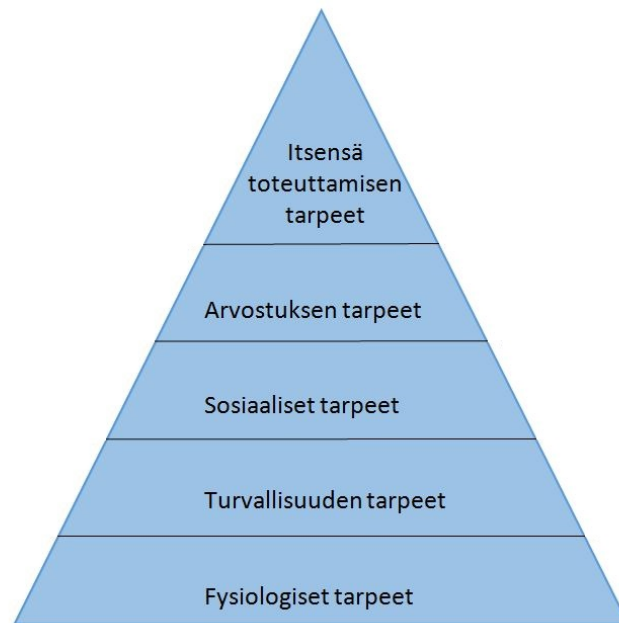 Itsensä
toteuttamisen
tarpeet
Arvostuksen tarpeet
Sosiaaliset tarpeet
Turvallisuuden tarpeet
Fysiologiset tarpeet